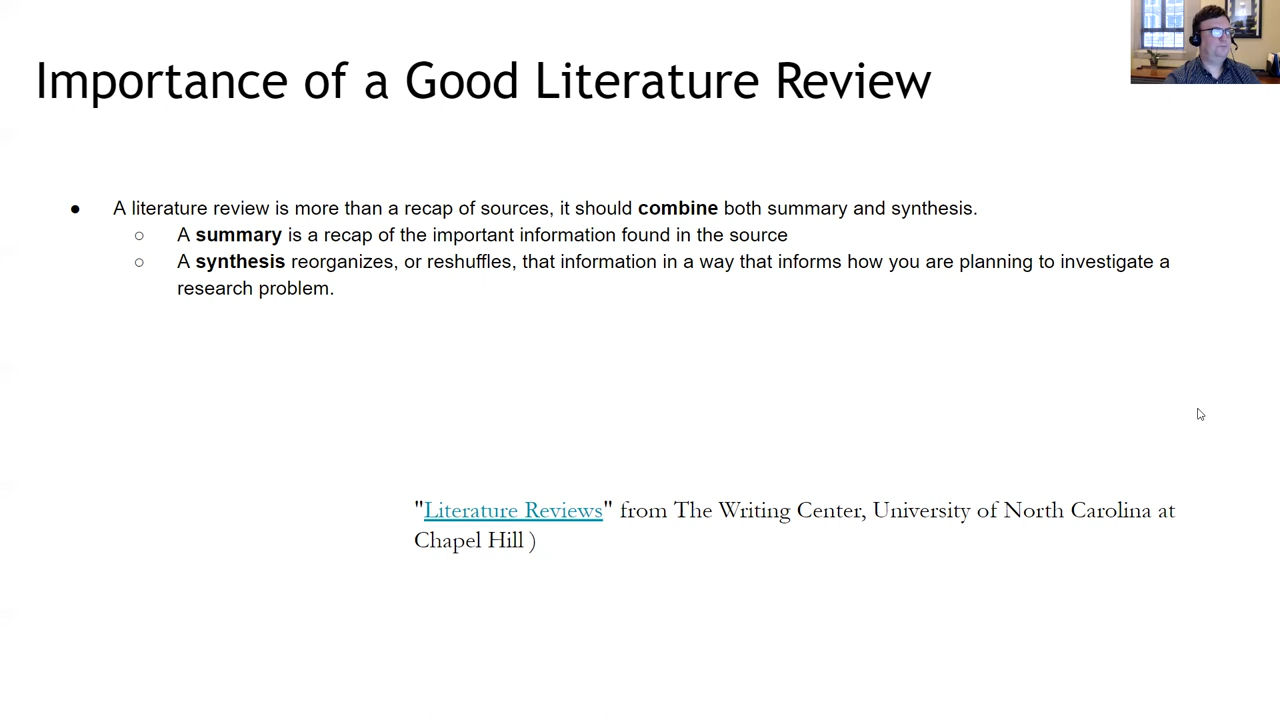 Importance of a Good Literature Review
● A literature review is more than a recap of sources, it should combine both summary and synthesis.
○ A summary is a recap of the important information found in the source
○ A synthesis reorganizes, or reshuffles, that information in a way that informs how you are planning to investigate a
research problem.
"Literature Reviews" from The Writing Center, University of North Carolina at
Chapel Hill )